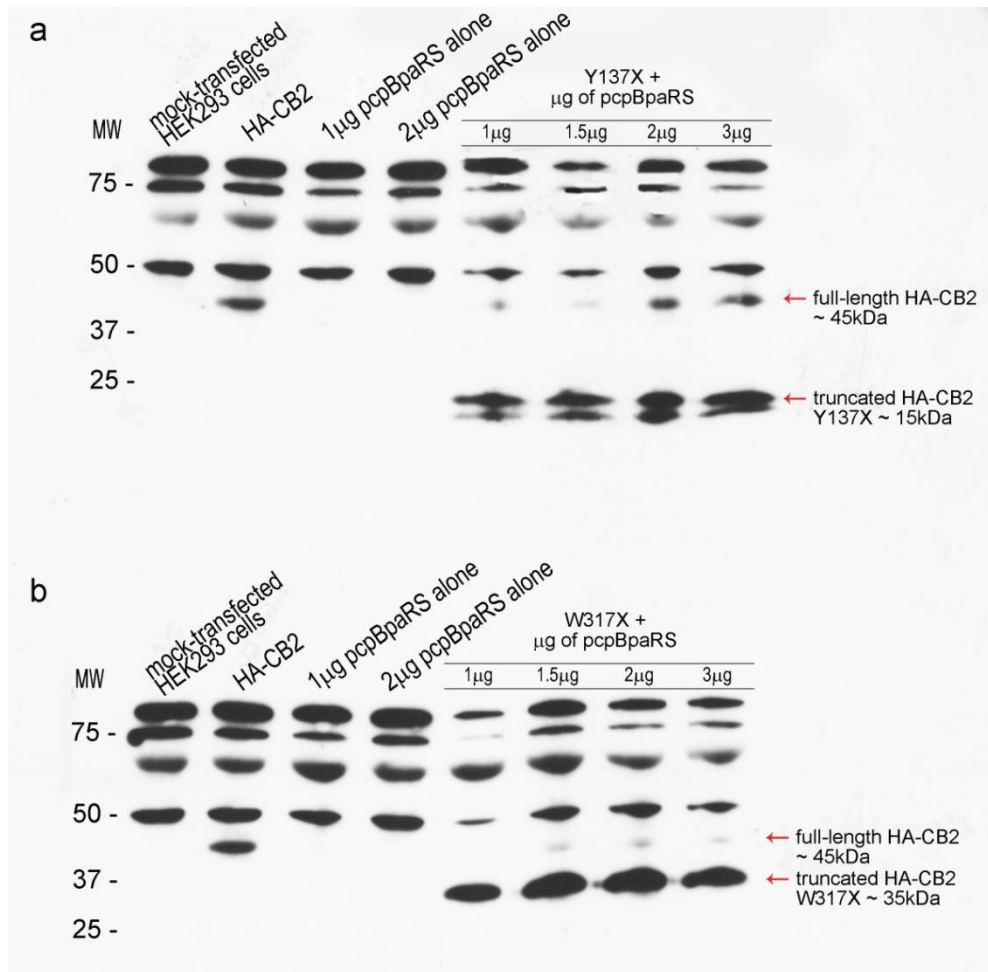 a
mock-transfected
HEK293 cells
HA-CB2
1μg pcpBpaRS alone
2μg pcpBpaRS alone
Y137X +
μg of pcpBpaRS
MW
1μg 1.5μg 2μg 3μg
75 -
50 -
← full-length HA-CB2
~ 45kDa
37 -
25 -
← truncated HA-CB2
Y137X ~ 15kDa
b
mock-transfected
HEK293 cells
HA-CB2
1μg pcpBpaRS alone
2μg pcpBpaRS alone
W317X +
μg of pcpBpaRS
MW
1μg 1.5μg 2μg 3μg
75 -
50 -
← full-length HA-CB2
~ 45kDa
37 -
← truncated HA-CB2
W317X ~ 35kDa
25 -